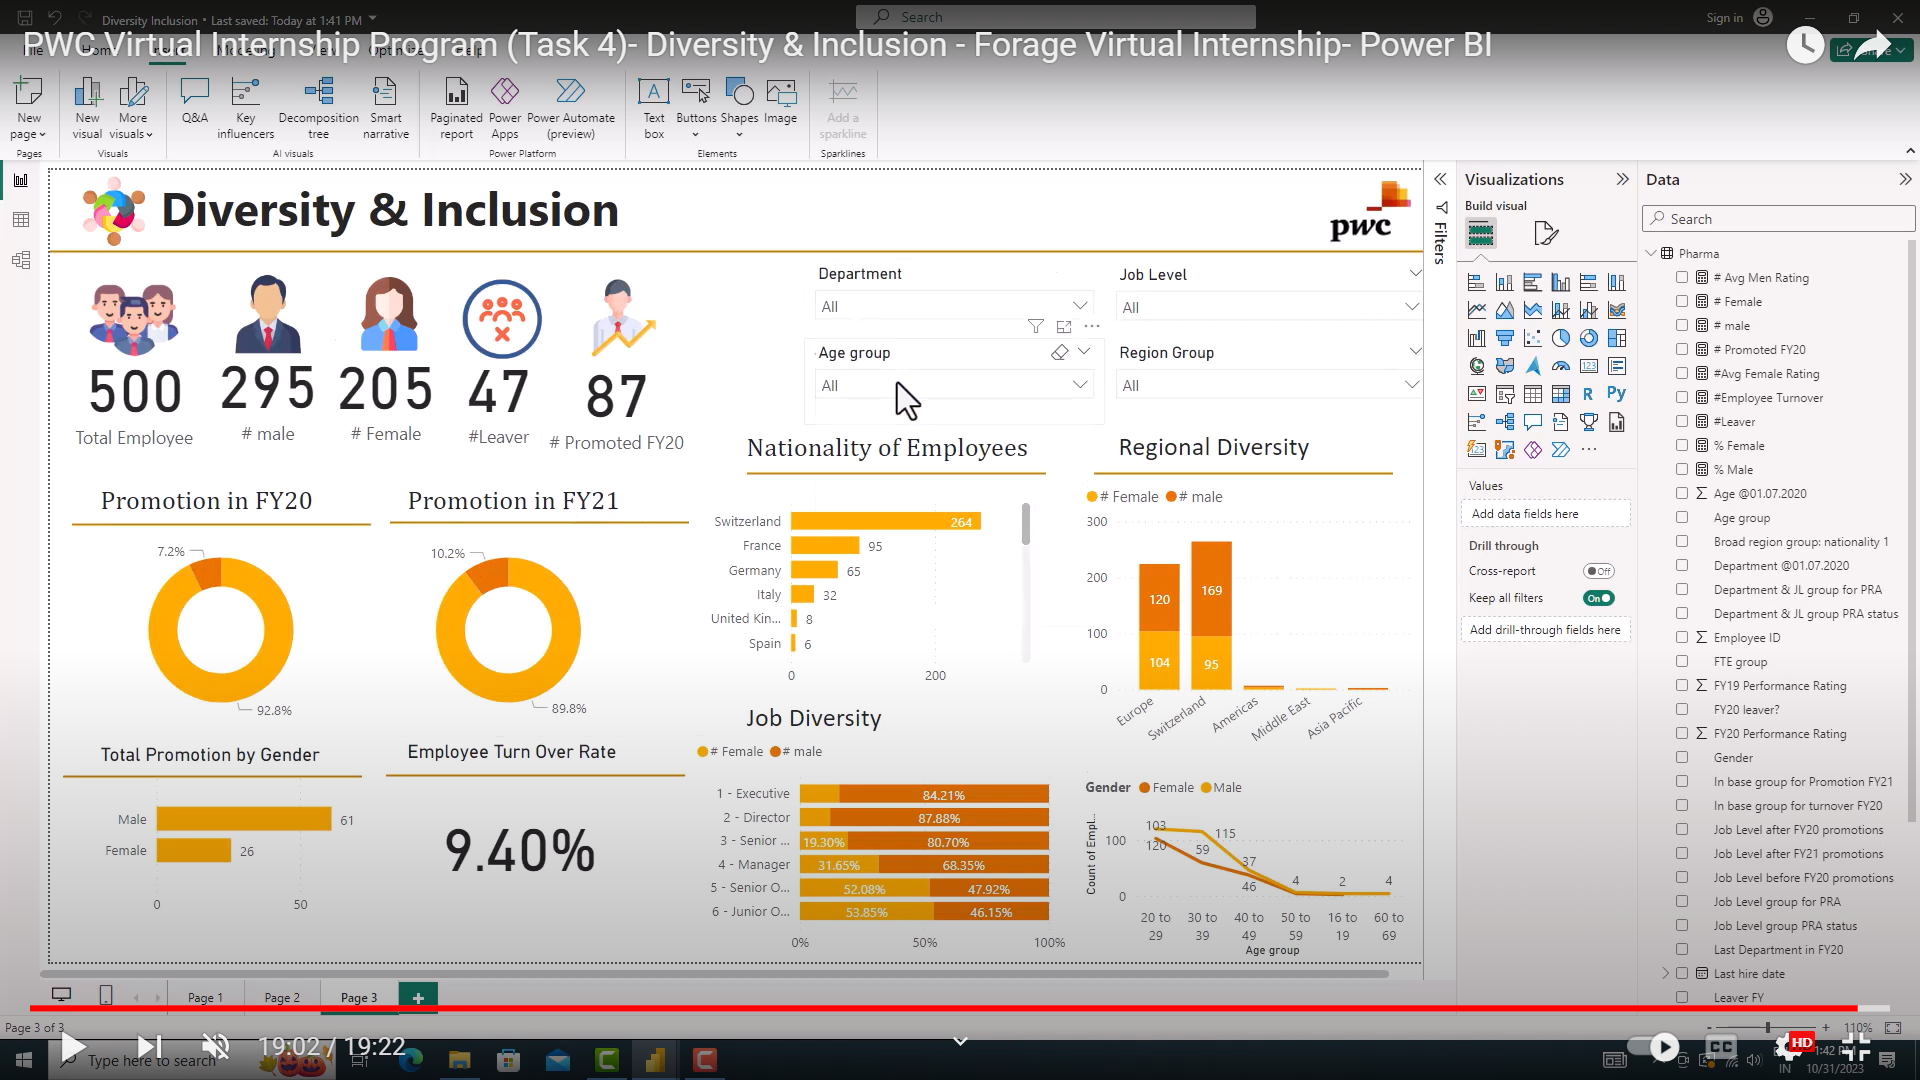 Diversity Inclusion • Last saved: Today at 1:41 PM
Search
Sign in
PWC Virtual Internship Program (Task 4)- Diversity & Inclusion - Forage Virtual Internship- Power BI
New page
New visual
More visuals
Q&A
Key influencers
Decomposition tree
Smart narrative
Paginated report
Power Apps
Power Automate (preview)
Text box
Buttons
Shapes
Image
Add a sparkline
Pages
Visuals
AI visuals
Power Platform
Elements
Sparklines
Diversity & Inclusion
pwc
500
Total Employee
295
# male
205
# Female
47
#Leaver
87
# Promoted FY20
Department
All
Job Level
All
Age group
All
Region Group
All
Promotion in FY20
7.2%
92.8%
Promotion in FY21
10.2%
89.8%
Nationality of Employees
Switzerland 264
France 95
Germany 65
Italy 32
United Kin... 8
Spain 6
0 200
Regional Diversity
# Female # male
300
200
100
0
120
104
169
95
Europe
Switzerland
Americas
Middle East
Asia Pacific
Total Promotion by Gender
Male 61
Female 26
0 50
Employee Turn Over Rate
9.40%
Job Diversity
# Female # male
1 - Executive 84.21%
2 - Director 87.88%
3 - Senior ... 19.30% 80.70%
4 - Manager 31.65% 68.35%
5 - Senior O... 52.08% 47.92%
6 - Junior O... 53.85% 46.15%
0% 50% 100%
Gender Female Male
Count of Empl...
100
0
103
120
115
59
37
46
4
2
4
20 to 29
30 to 39
40 to 49
50 to 59
16 to 19
60 to 69
Age group
Filters
Visualizations
Build visual
R
Py
123
Values
Add data fields here
Drill through
Cross-report
Off
Keep all filters
On
Add drill-through fields here
Data
Search
Pharma
# Avg Men Rating
# Female
# male
# Promoted FY20
#Avg Female Rating
#Employee Turnover
#Leaver
% Female
% Male
Age @01.07.2020
Age group
Broad region group: nationality 1
Department @01.07.2020
Department & JL group for PRA
Department & JL group PRA status
Employee ID
FTE group
FY19 Performance Rating
FY20 leaver?
FY20 Performance Rating
Gender
In base group for Promotion FY21
In base group for turnover FY20
Job Level after FY20 promotions
Job Level after FY21 promotions
Job Level before FY20 promotions
Job Level group for PRA
Job Level group PRA status
Last Department in FY20
Last hire date
Leaver FY
Page 1
Page 2
Page 3
Page 3 of 3
110%
19:02 / 19:22
Type here to search
CC
HD
1:42 PM
IN
10/31/2023